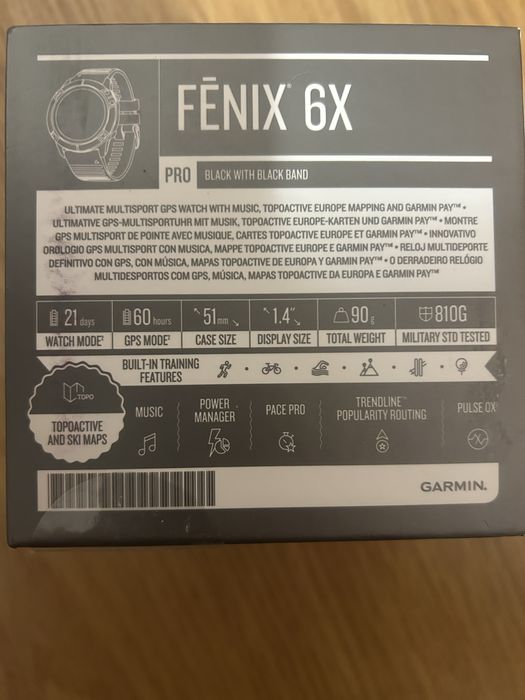 FĒNIX® 6X
PRO BLACK WITH BLACK BAND
ULTIMATE MULTISPORT GPS WATCH WITH MUSIC, TOPOACTIVE EUROPE MAPPING AND GARMIN PAY™ •
ULTIMATIVE GPS-MULTISPORTUHR MIT MUSIK, TOPOACTIVE EUROPE-KARTEN UND GARMIN PAY™ • MONTRE
GPS MULTISPORT DE POINTE AVEC MUSIQUE, CARTES TOPOACTIVE EUROPE ET GARMIN PAY™ • INNOVATIVO
OROLOGIO GPS MULTISPORT CON MUSICA, MAPPE TOPOACTIVE EUROPE E GARMIN PAY™ • RELOJ MULTIDEPORTE
DEFINITIVO CON GPS, CON MÚSICA, MAPAS TOPOACTIVE DE EUROPA Y GARMIN PAY™ • O DERRADEIRO RELÓGIO
MULTIDESPORTOS COM GPS, MÚSICA, MAPAS TOPOACTIVE DA EUROPA E GARMIN PAY™
21 days 60 hours 51mm 1.4" 90g 810G
WATCH MODE² GPS MODE² CASE SIZE DISPLAY SIZE TOTAL WEIGHT MILITARY STD TESTED
BUILT-IN TRAINING
FEATURES
TOPO
TOPOACTIVE
AND SKI MAPS
MUSIC
POWER
MANAGER
PACE PRO
TRENDLINE™
POPULARITY ROUTING
PULSE OX
GARMIN.